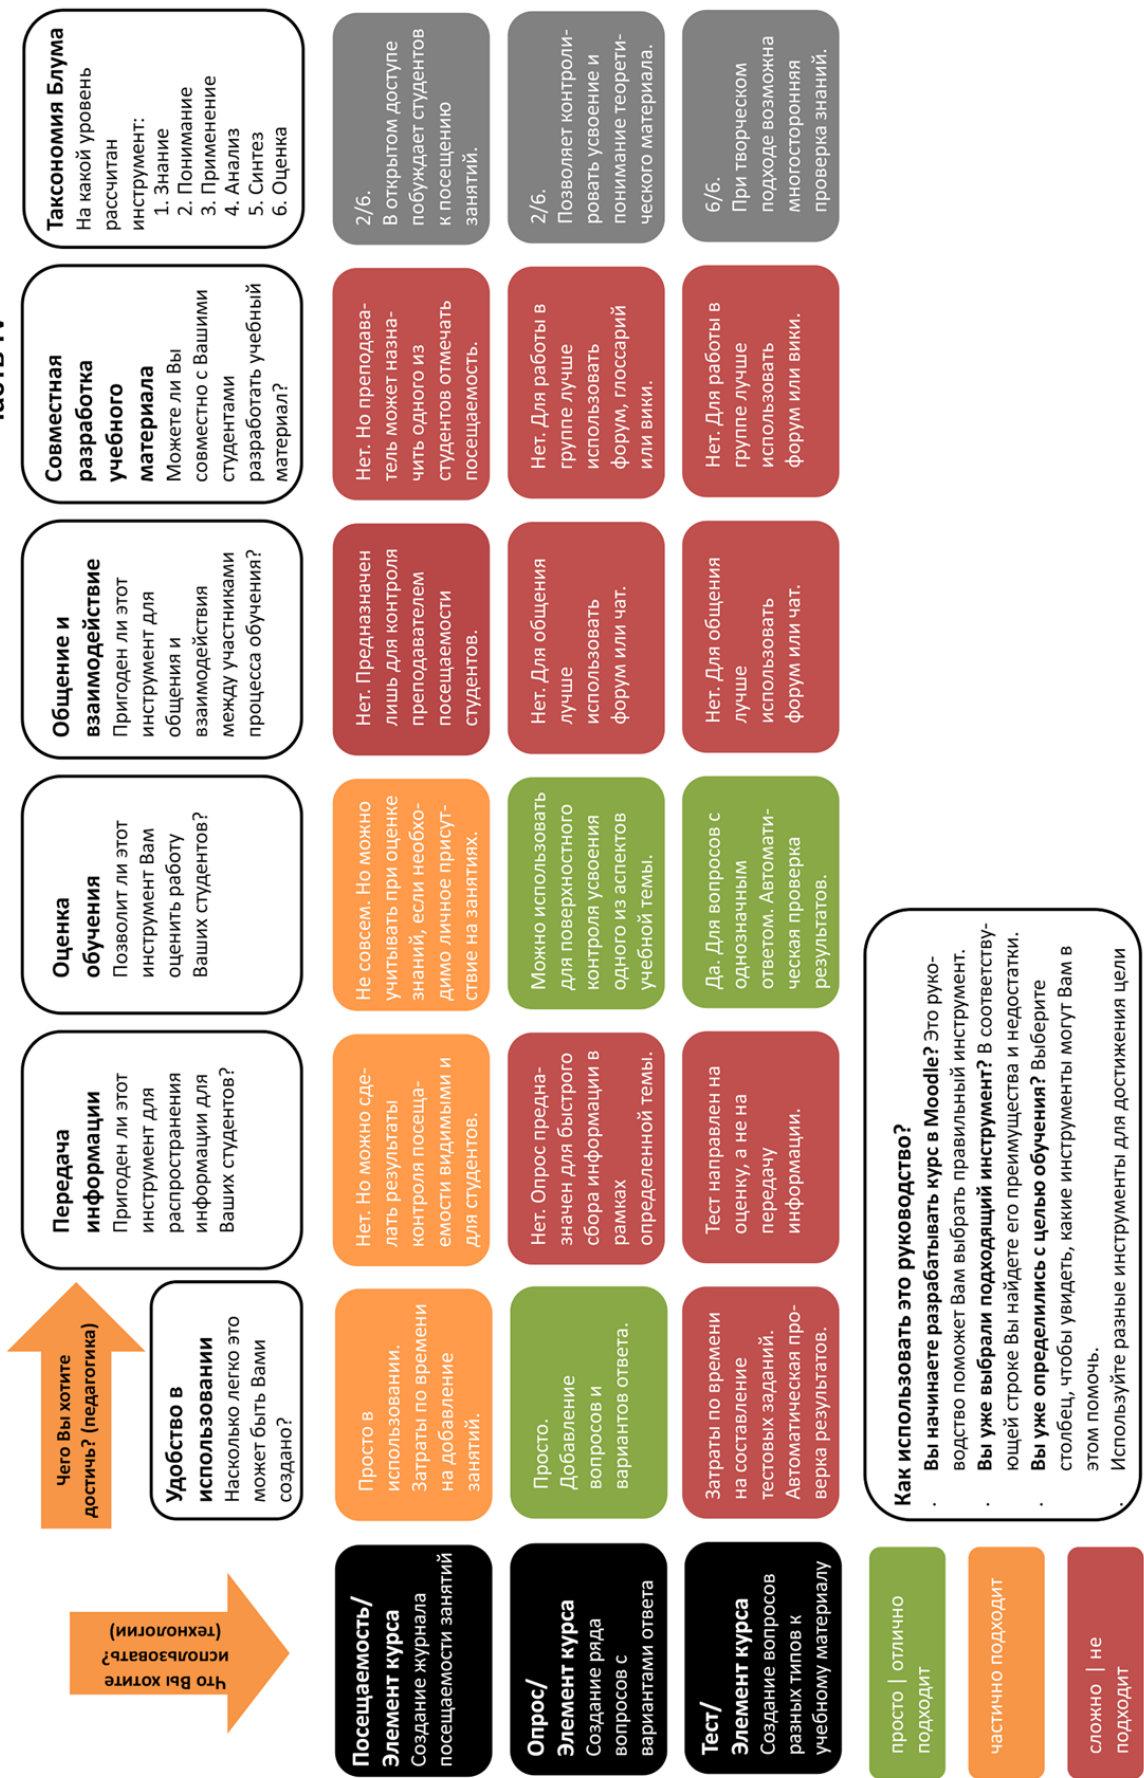 Часть IV
Чего Вы хотите
достичь? (педагогика)
Что Вы хотите
использовать?
(технологии)
Удобство в
использовании
Насколько легко это
может быть Вами
создано?
Передача
информации
Пригоден ли этот
инструмент для
распространения
информации для
Ваших студентов?
Оценка
обучения
Позволит ли этот
инструмент Вам
оценить работу
Ваших студентов?
Общение и
взаимодействие
Пригоден ли этот
инструмент для
общения и
взаимодействия
между участниками
процесса обучения?
Совместная
разработка
учебного
материала
Можете ли Вы
совместно с Вашими
студентами
разработать учебный
материал?
Таксономия Блума
На какой уровень
рассчитан
инструмент:
1. Знание
2. Понимание
3. Применение
4. Анализ
5. Синтез
6. Оценка
Посещаемость/
Элемент курса
Создание журнала
посещаемости занятий
Просто в
использовании.
Затраты по времени
на добавление
занятий.
Нет. Но можно сде-
лать результаты
контроля посеща-
емости видимыми и
для студентов.
Не совсем. Но можно
учитывать при оценке
знаний, если необхо-
димо личное присут-
ствие на занятиях.
Нет. Предназначен
лишь для контроля
преподавателем
посещаемости
студентов.
Нет. Но преподава-
тель может назна-
чить одного из
студентов отмечать
посещаемость.
2/6.
В открытом доступе
побуждает студентов
к посещению
занятий.
Опрос/
Элемент курса
Создание ряда
вопросов с
вариантами ответа
Просто.
Добавление
вопросов и
вариантов ответа.
Нет. Опрос предна-
значен для быстрого
сбора информации в
рамках
определенной темы.
Можно использовать
для поверхностного
контроля усвоения
одного из аспектов
учебной темы.
Нет. Для общения
лучше
использовать
форум или чат.
Нет. Для работы в
группе лучше
использовать
форум, глоссарий
или вики.
2/6.
Позволяет контроли-
ровать усвоение и
понимание теорети-
ческого материала.
Тест/
Элемент курса
Создание вопросов
разных типов к
учебному материалу
Затраты по времени
на составление
тестовых заданий.
Автоматическая про-
верка результатов.
Тест направлен на
оценку, а не на
передачу
информации.
Да. Для вопросов с
однозначным
ответом. Автомати-
ческая проверка
результатов.
Нет. Для общения
лучше
использовать
форум или чат.
Нет. Для работы в
группе лучше
использовать
форум или вики.
6/6.
При творческом
подходе возможна
многосторонняя
проверка знаний.
просто | отлично
подходит
частично подходит
сложно | не
подходит
Как использовать это руководство?
· Вы начинаете разрабатывать курс в Moodle? Это руко-
водство поможет Вам выбрать правильный инструмент.
· Вы уже выбрали подходящий инструмент? В соответству-
ющей строке Вы найдете его преимущества и недостатки.
· Вы уже определились с целью обучения? Выберите
столбец, чтобы увидеть, какие инструменты могут Вам в
этом помочь.
· Используйте разные инструменты для достижения цели